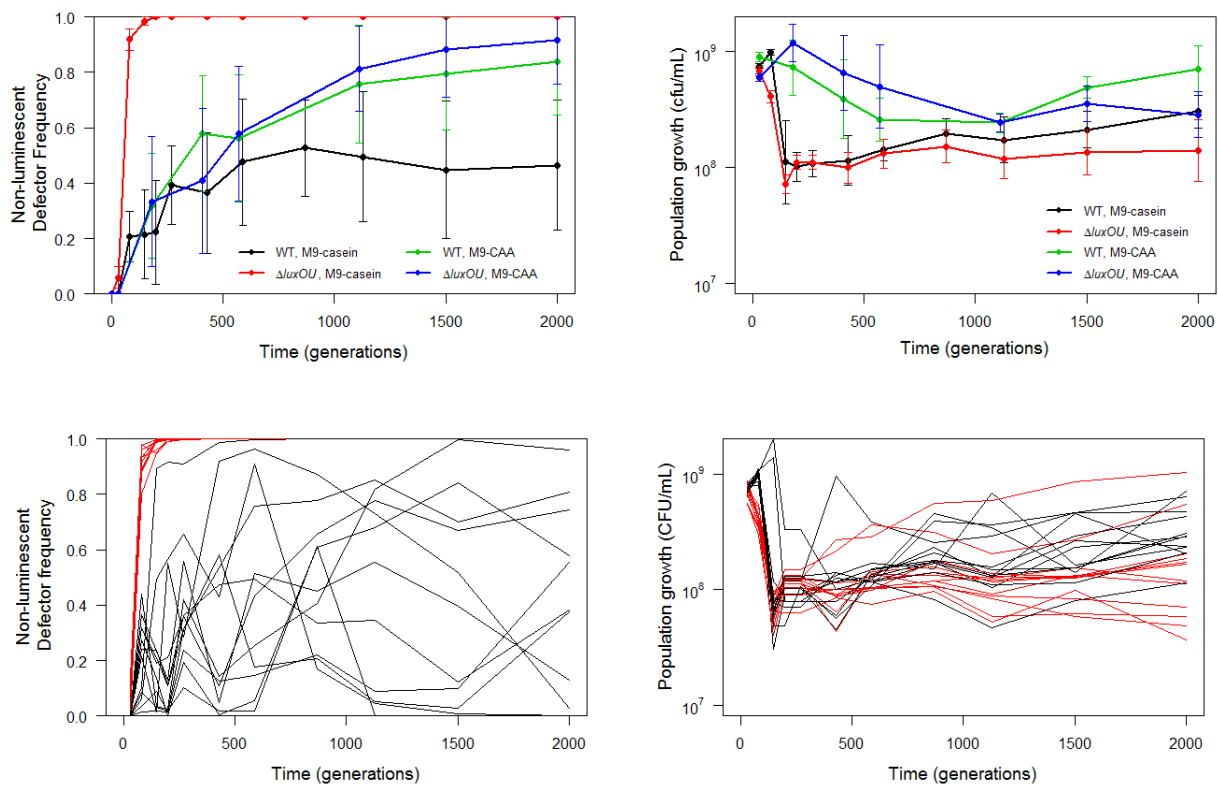 Non-luminescent
Defector Frequency
1.0
0.8
0.6
0.4
0.2
0.0
WT, M9-casein
ΔluxOU, M9-casein
WT, M9-CAA
ΔluxOU, M9-CAA
0 500 1000 1500 2000
Time (generations)
Population growth (cfu/mL)
10⁹
10⁸
10⁷
WT, M9-casein
ΔluxOU, M9-casein
WT, M9-CAA
ΔluxOU, M9-CAA
0 500 1000 1500 2000
Time (generations)
Non-luminescent
Defector frequency
1.0
0.8
0.6
0.4
0.2
0.0
0 500 1000 1500 2000
Time (generations)
Population growth (CFU/mL)
10⁹
10⁸
10⁷
0 500 1000 1500 2000
Time (generations)